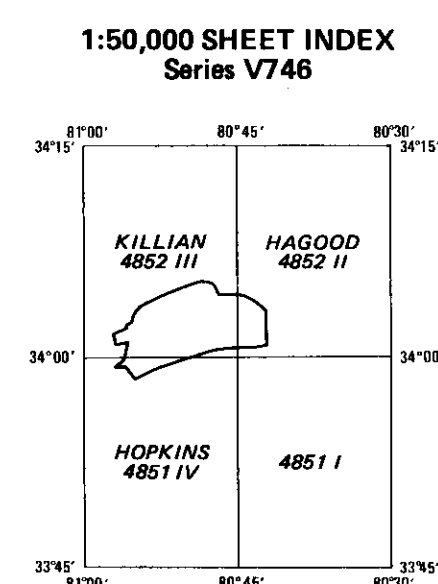 1:50,000 SHEET INDEX
Series V746
81°00' 80°45' 80°30'
34°15' 34°15'
KILLIAN HAGOOD
4852 III 4852 II
34°00' 34°00'
HOPKINS
4851 IV 4851 I
33°45' 33°45'
81°00' 80°45' 80°30'